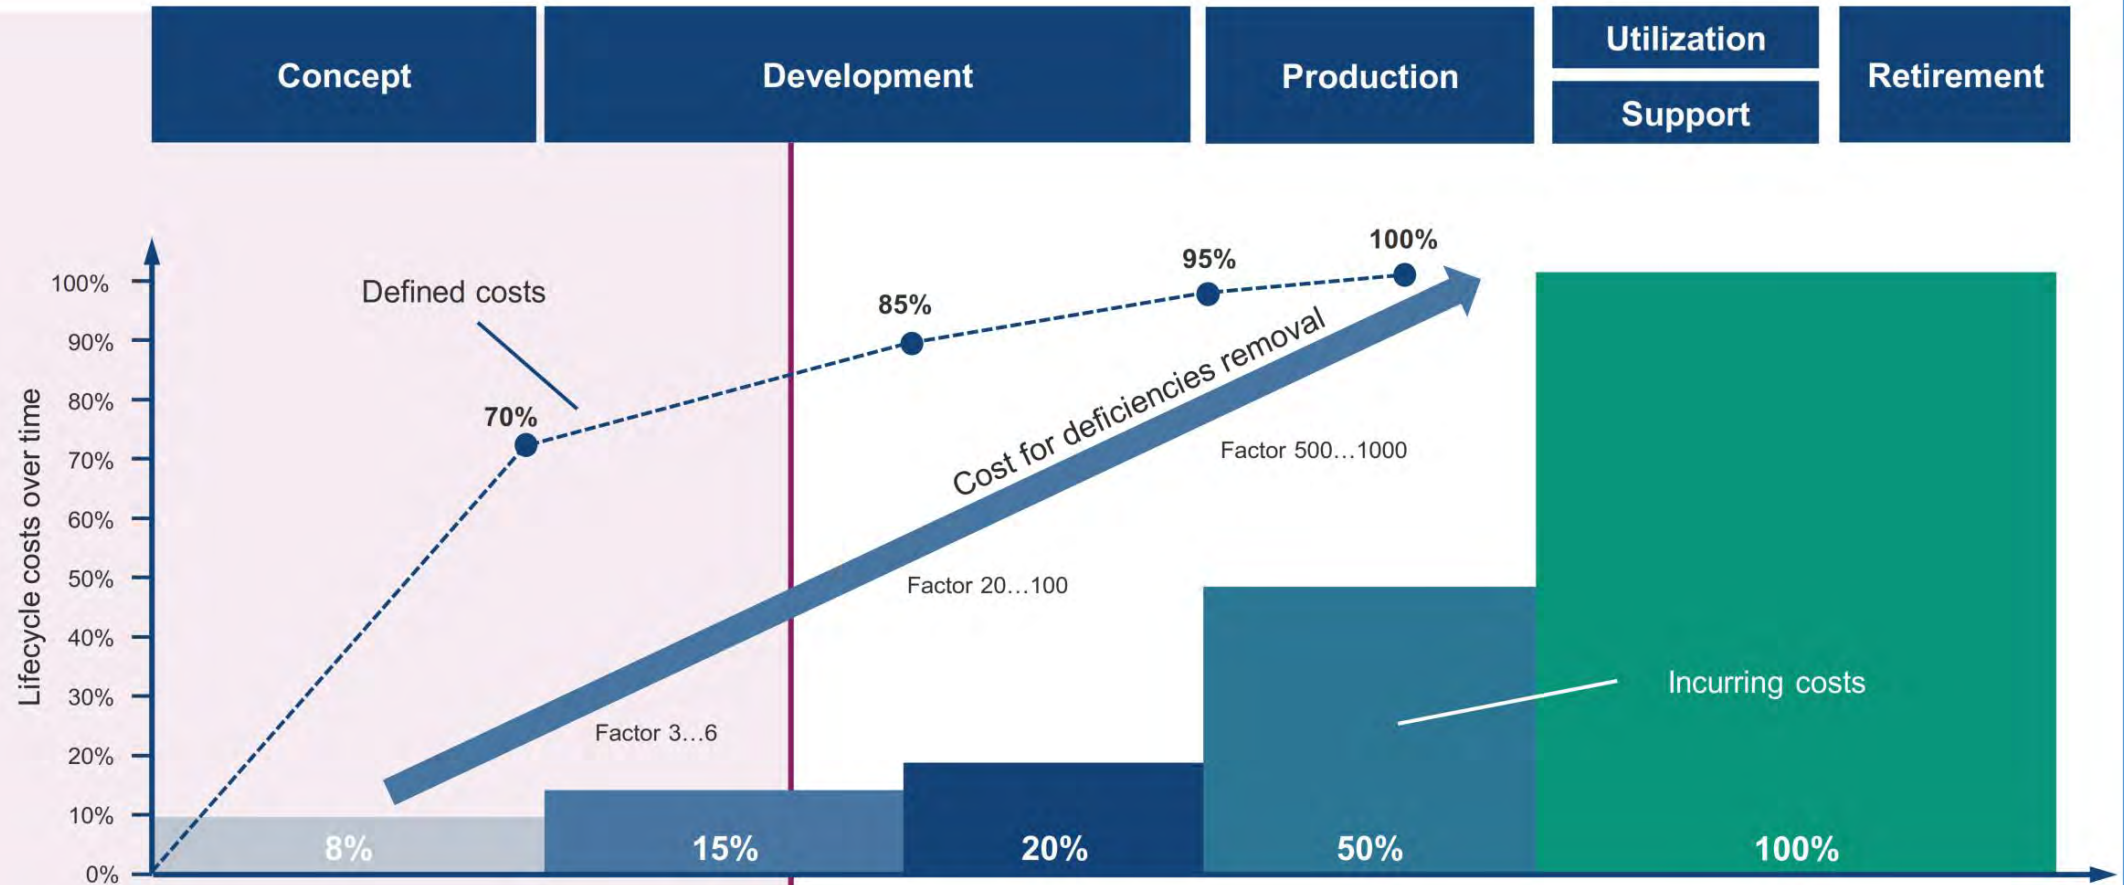 Concept
Development
Production
Utilization
Support
Retirement
Lifecycle costs over time
100%
90%
80%
70%
60%
50%
40%
30%
20%
10%
0%
Defined costs
70%
85%
95%
100%
Cost for deficiencies removal
Factor 3...6
Factor 20...100
Factor 500...1000
Incurring costs
8%
15%
20%
50%
100%